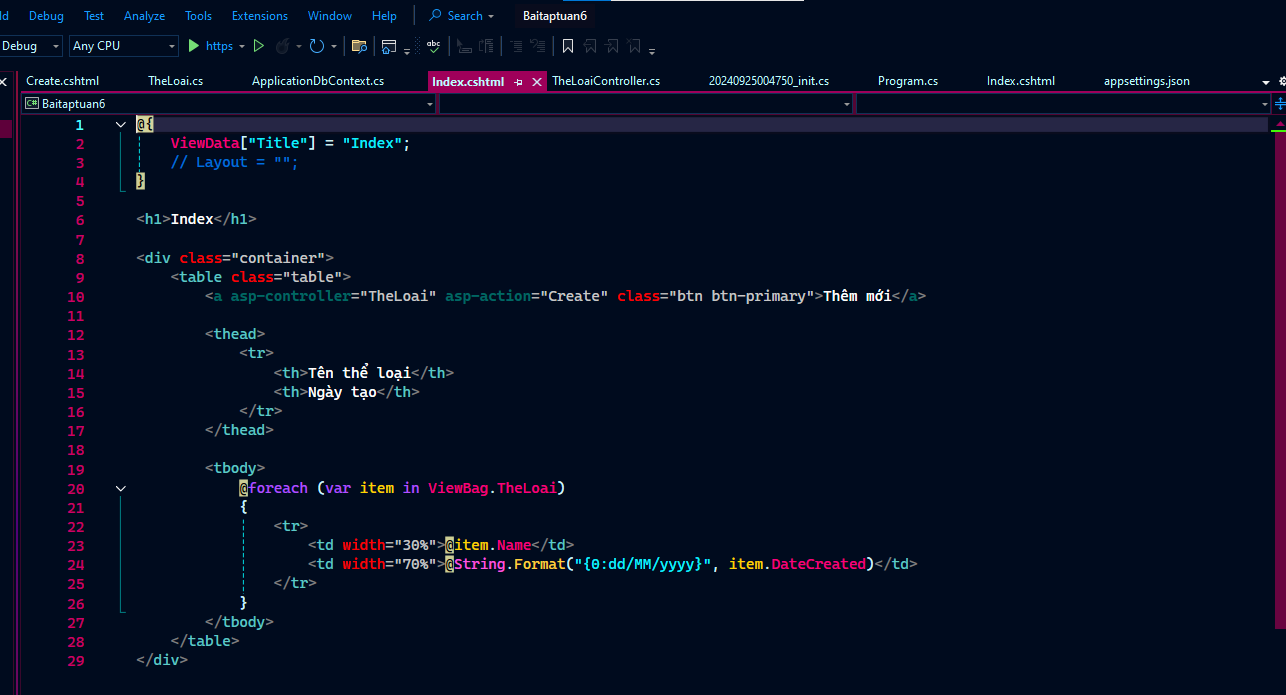 ld Debug Test Analyze Tools Extensions Window Help Search Baitaptuan6
Debug Any CPU https abc
Create.cshtml TheLoai.cs ApplicationDbContext.cs Index.cshtml TheLoaiController.cs 20240925004750_init.cs Program.cs Index.cshtml appsettings.json
C# Baitaptuan6
1 @{
2 ViewData["Title"] = "Index";
3 // Layout = "";
4 }
5
6 <h1>Index</h1>
7
8 <div class="container">
9 <table class="table">
10 <a asp-controller="TheLoai" asp-action="Create" class="btn btn-primary">Thêm mới</a>
11
12 <thead>
13 <tr>
14 <th>Tên thể loại</th>
15 <th>Ngày tạo</th>
16 </tr>
17 </thead>
18
19 <tbody>
20 @foreach (var item in ViewBag.TheLoai)
21 {
22 <tr>
23 <td width="30%">@item.Name</td>
24 <td width="70%">@String.Format("{0:dd/MM/yyyy}", item.DateCreated)</td>
25 </tr>
26 }
27 </tbody>
28 </table>
29 </div>